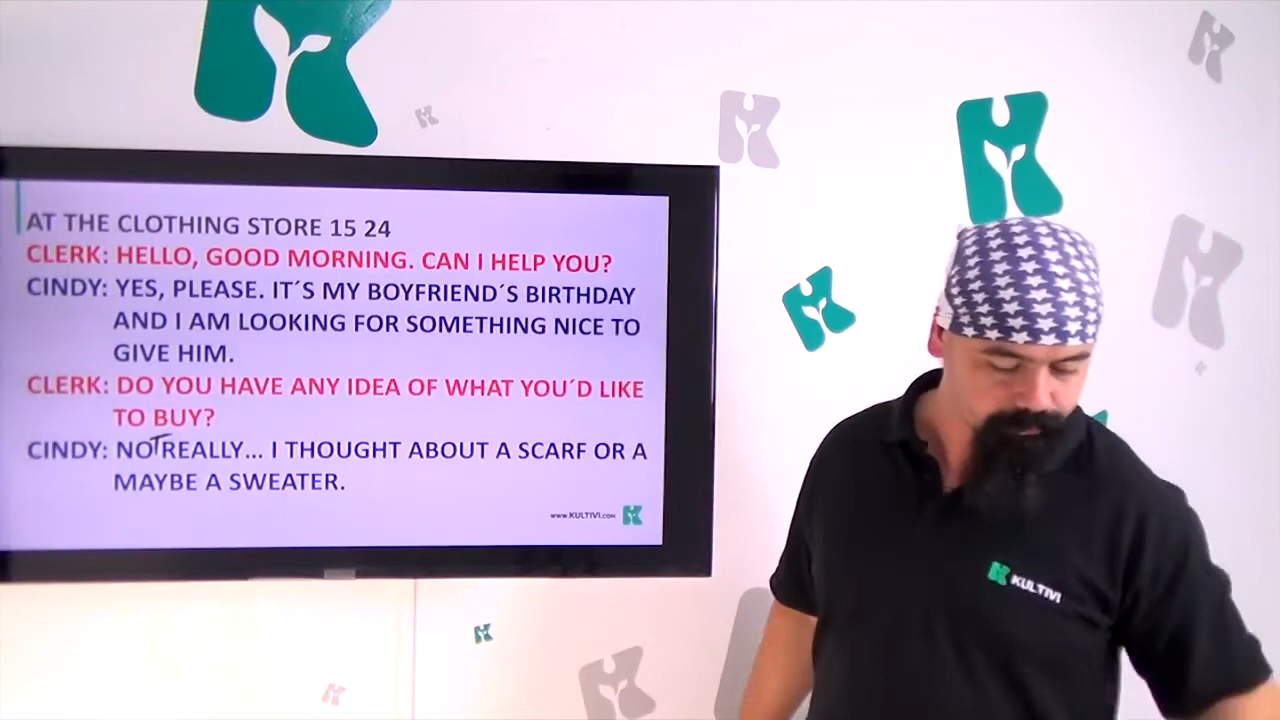 AT THE CLOTHING STORE 15 24
CLERK: HELLO, GOOD MORNING. CAN I HELP YOU?
CINDY: YES, PLEASE. IT´S MY BOYFRIEND´S BIRTHDAY
AND I AM LOOKING FOR SOMETHING NICE TO
GIVE HIM.
CLERK: DO YOU HAVE ANY IDEA OF WHAT YOU´D LIKE
TO BUY?
CINDY: NOT REALLY... I THOUGHT ABOUT A SCARF OR A
MAYBE A SWEATER.
www.KULTIVI.COM
KULTIVI